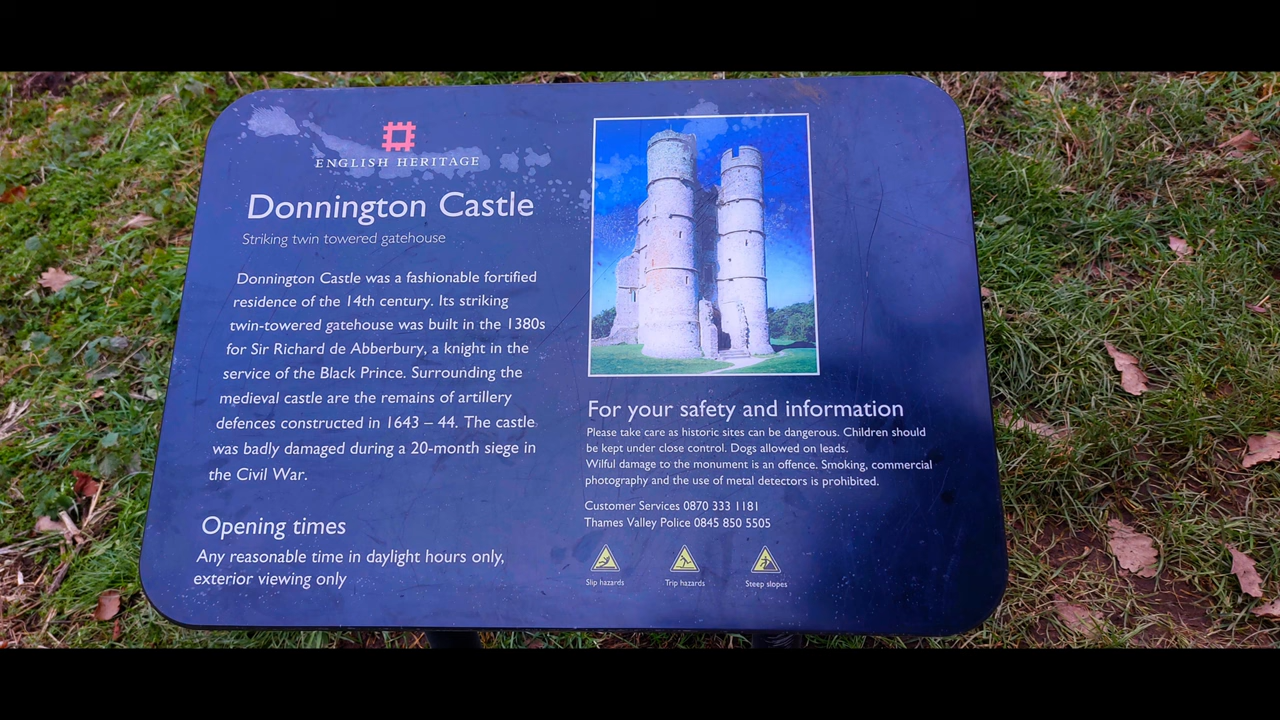 ENGLISH HERITAGE
Donnington Castle
Striking twin towered gatehouse
Donnington Castle was a fashionable fortified
residence of the 14th century. Its striking
twin-towered gatehouse was built in the 1380s
for Sir Richard de Abberbury, a knight in the
service of the Black Prince. Surrounding the
medieval castle are the remains of artillery
defences constructed in 1643 – 44. The castle
was badly damaged during a 20-month siege in
the Civil War.
Opening times
Any reasonable time in daylight hours only,
exterior viewing only
For your safety and information
Please take care as historic sites can be dangerous. Children should
be kept under close control. Dogs allowed on leads.
Wilful damage to the monument is an offence. Smoking, commercial
photography and the use of metal detectors is prohibited.
Customer Services 0870 333 1181
Thames Valley Police 0845 850 5505
Slip hazards
Trip hazards
Steep slopes